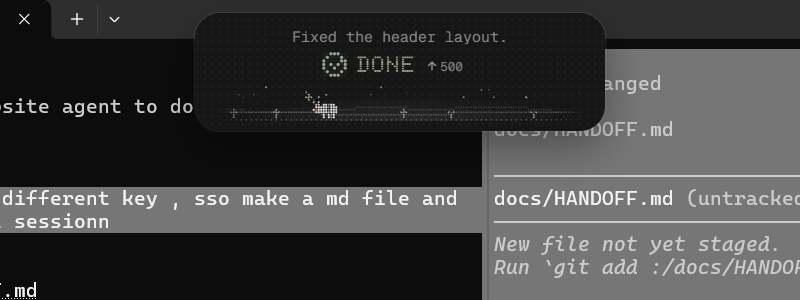 Fixed the header layout.
DONE ↑500
site agent to do
different key , sso make a md file and
sessionn
.md
anged
docs/HANDOFF.md
docs/HANDOFF.md (untracked
New file not yet staged.
Run `git add :/docs/HANDO